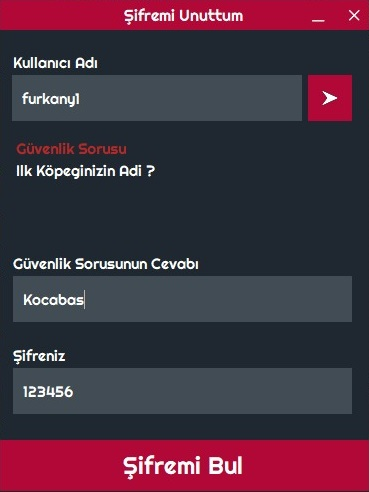 Şifremi Unuttum
Kullanıcı Adı
furkany1
Güvenlik Sorusu
Ilk Köpeginizin Adi ?
Güvenlik Sorusunun Cevabı
Kocabas
Şifreniz
123456
Şifremi Bul